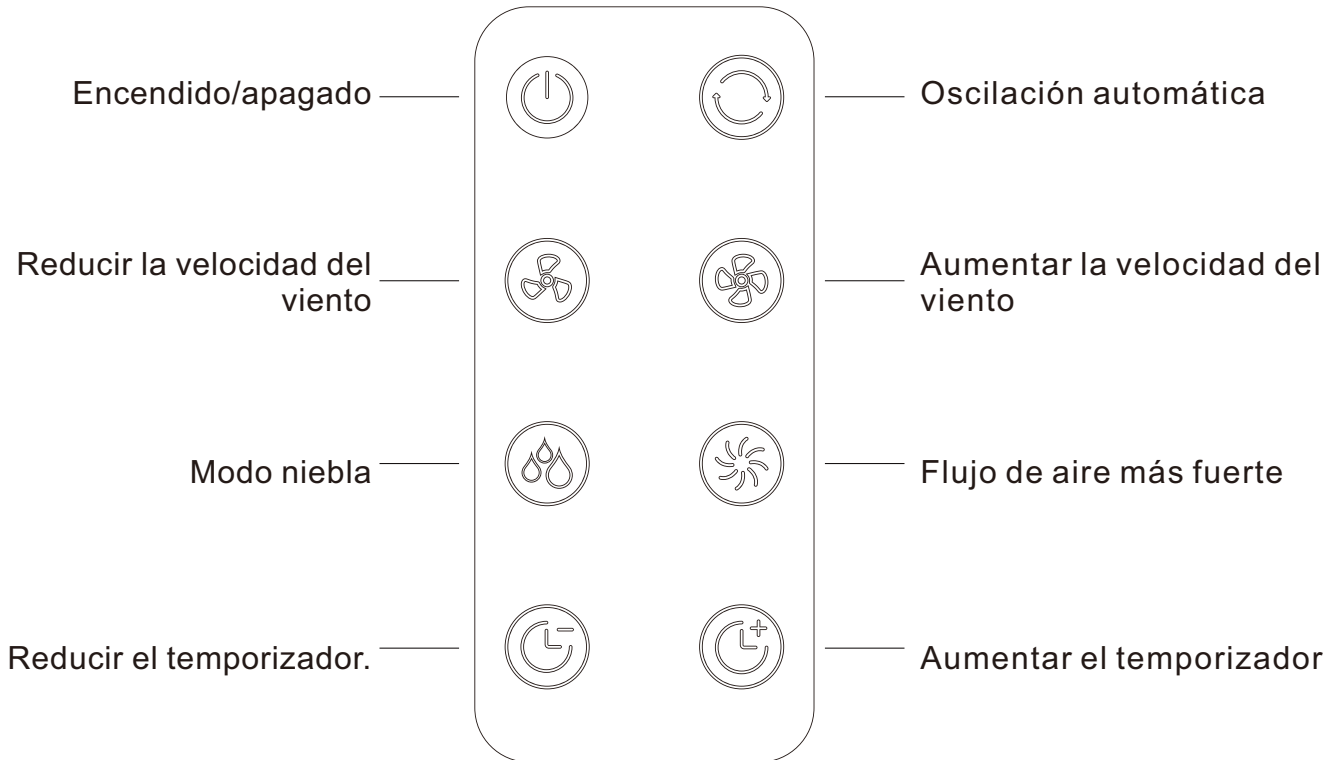 Encendido/apagado
Oscilación automática
Reducir la velocidad del
viento
Aumentar la velocidad del
viento
Modo niebla
Flujo de aire más fuerte
Reducir el temporizador.
Aumentar el temporizador